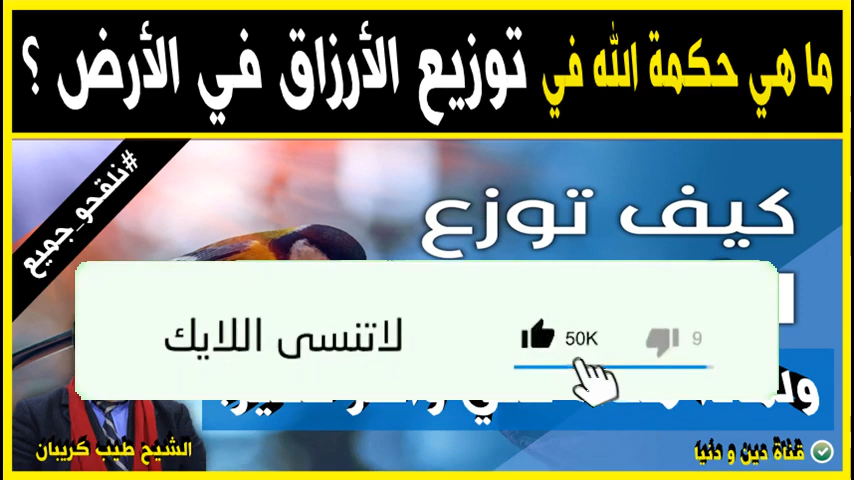 ما هي حكمة الله في توزيع الأرزاق في الأرض ؟
#نلقحو_جميع
كيف توزع
لاتنسى اللايك
50K
9
الشيح طيب كريبان
قناة دين و دنيا